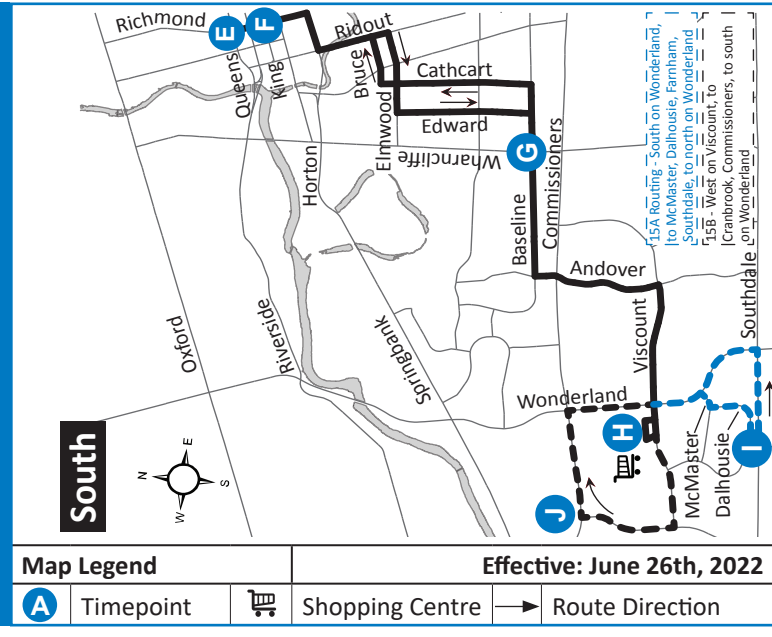 South
N
E
S
W
Richmond
E
F
Ridout
Queens
King
Bruce
Cathcart
Elmwood
Edward
Horton
Wharncliffe
G
Oxford
Riverside
Springbank
Baseline
Commissioners
Andover
Viscount
Wonderland
Southdale
H
McMaster
Dalhousie
I
J
15A Routing - South on Wonderland,
to McMaster, Dalhousie, Farnham,
Southdale, to north on Wonderland
15B - West on Viscount, to
Cranbrook, Commissioners, to south
on Wonderland
Map Legend
Effective: June 26th, 2022
A Timepoint
Shopping Centre
Route Direction